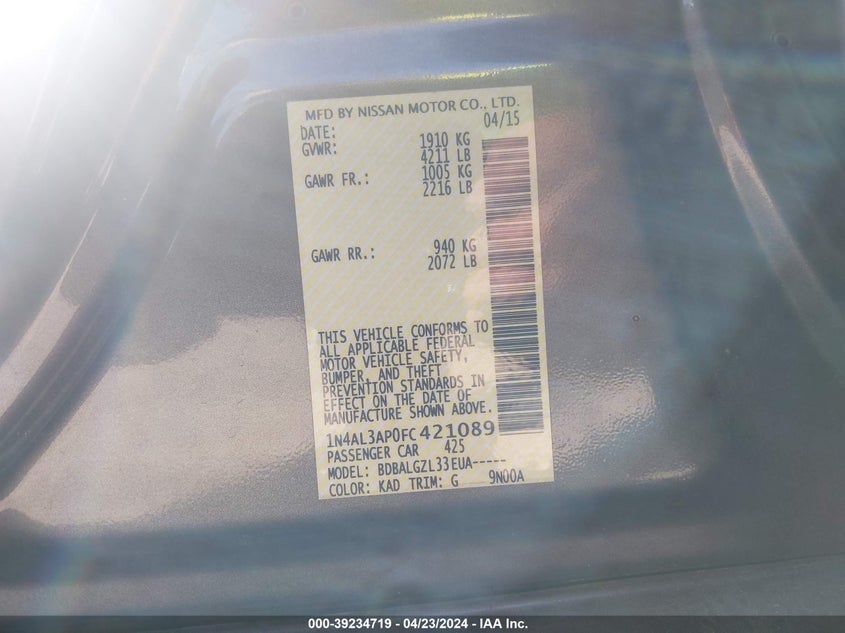 MFD BY NISSAN MOTOR CO., LTD.
DATE: 04/15
GVWR: 1910 KG
4211 LB
GAWR FR.: 1005 KG
2216 LB
GAWR RR.: 940 KG
2072 LB
THIS VEHICLE CONFORMS TO
ALL APPLICABLE FEDERAL
MOTOR VEHICLE SAFETY,
BUMPER, AND THEFT
PREVENTION STANDARDS IN
EFFECT ON THE DATE OF
MANUFACTURE SHOWN ABOVE.
1N4AL3AP0FC421089
PASSENGER CAR 425
MODEL: BDBALGZL33EUA-----
COLOR: KAD TRIM: G 9N00A
000-39234719 - 04/23/2024 - IAA Inc.